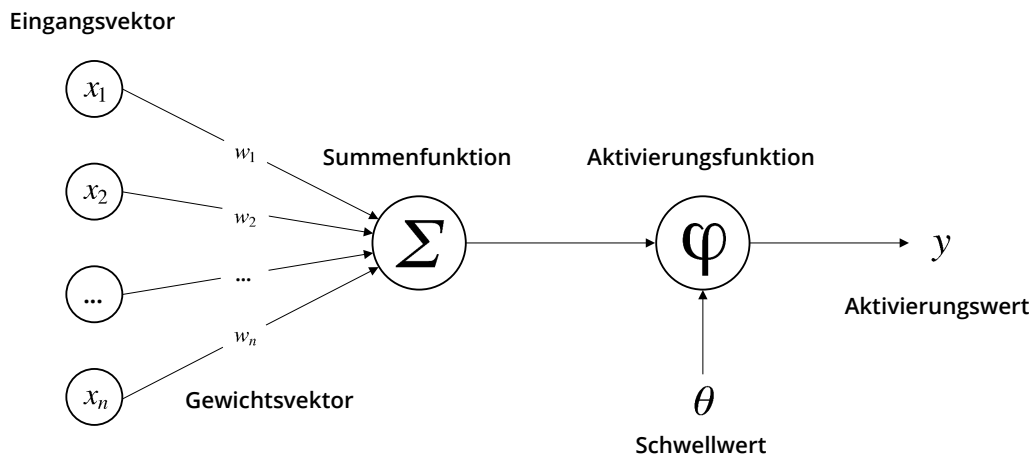 Eingangsvektor
x₁
w₁
Summenfunktion
Aktivierungsfunktion
x₂
w₂
Σ
φ
y
...
...
Aktivierungswert
wₙ
xₙ
Gewichtsvektor
θ
Schwellwert